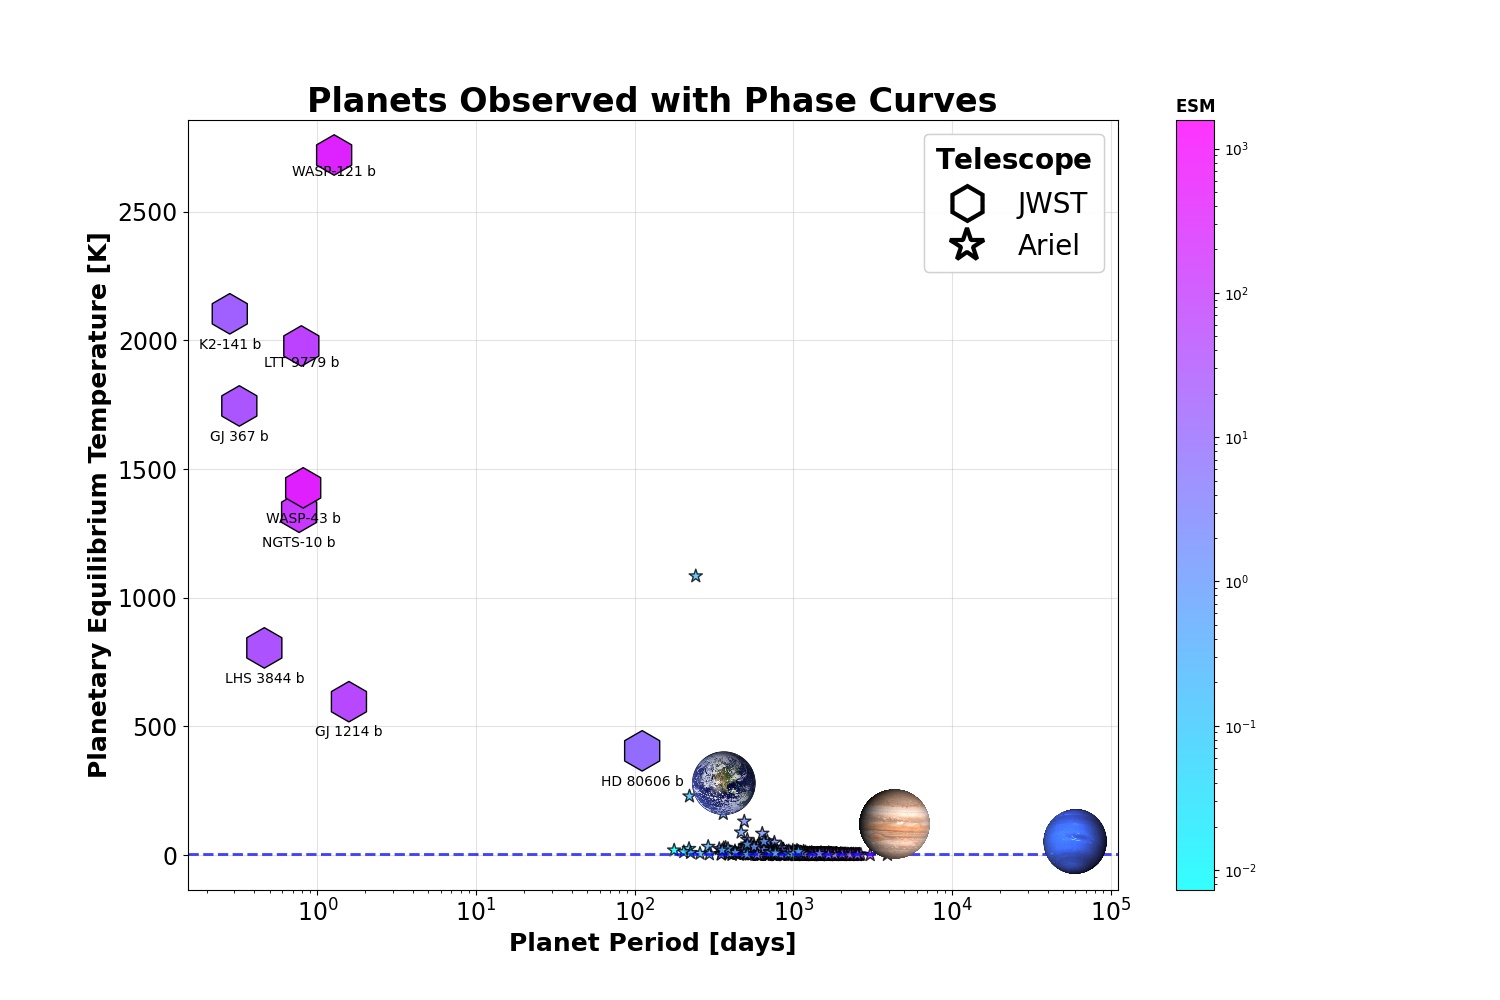 Planets Observed with Phase Curves
ESM
Telescope
JWST
Ariel
WASP-121 b
K2-141 b
LTT 9779 b
GJ 367 b
WASP-43 b
NGTS-10 b
LHS 3844 b
GJ 1214 b
HD 80606 b
Planetary Equilibrium Temperature [K]
2500
2000
1500
1000
500
0
10⁰ 10¹ 10² 10³ 10⁴ 10⁵
Planet Period [days]
10³
10²
10¹
10⁰
10⁻¹
10⁻²